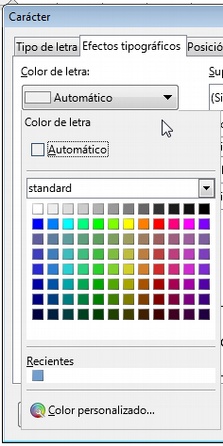 Carácter
Tipo de letra Efectos tipográficos Posició
Color de letra: Su
Automático (Si
Color de letra
Automático
standard
Recientes
Color personalizado...